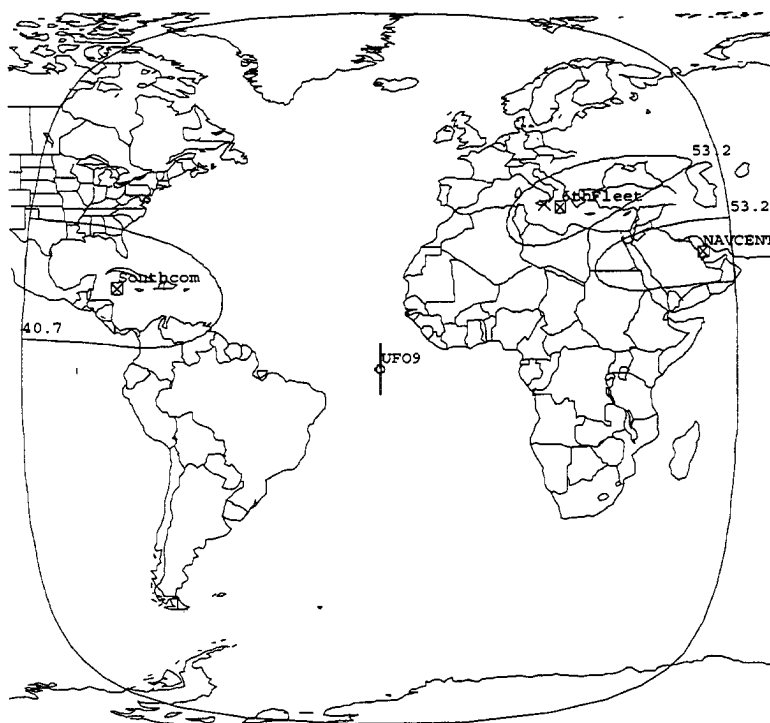 53.2
6thFleet
53.2
NAVCENT
Southcom
40.7
UFO9